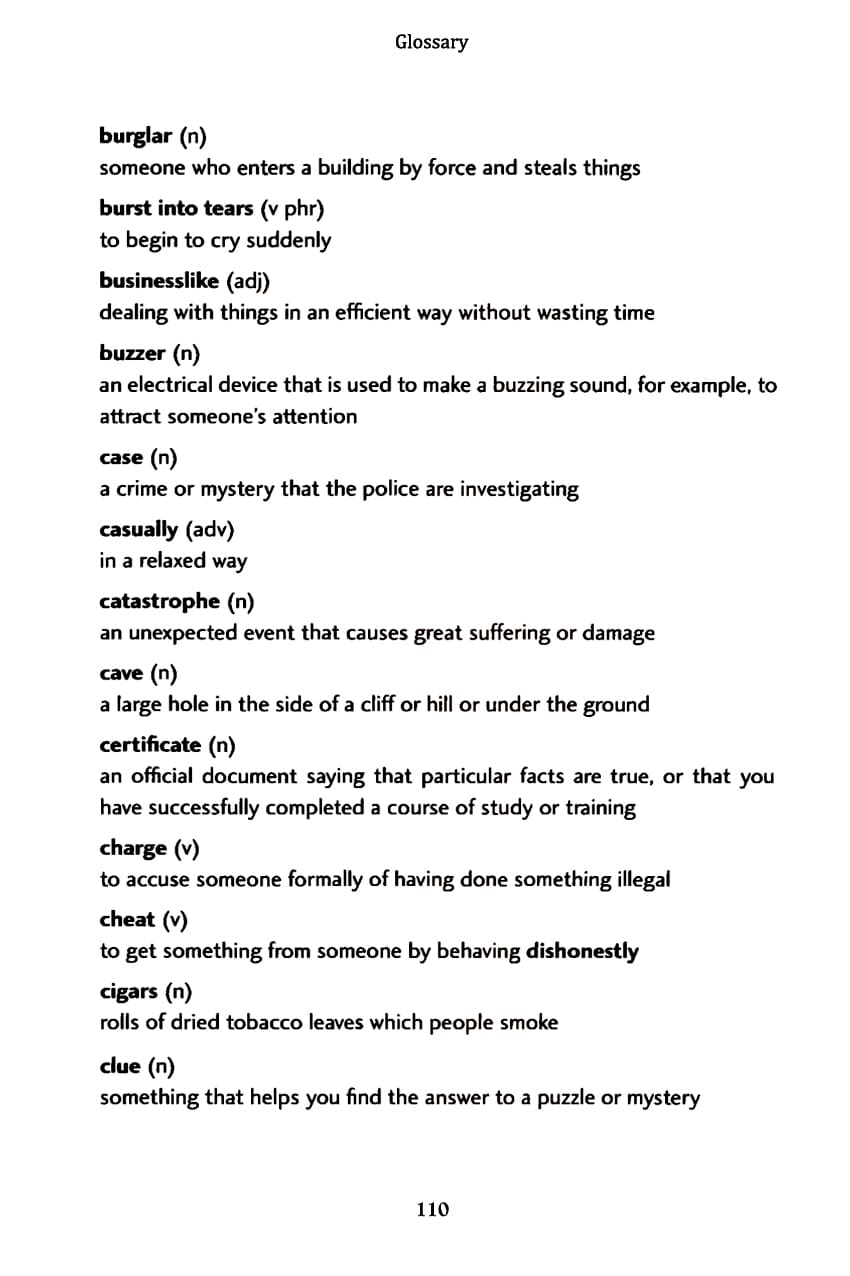 Glossary
burglar (n)
someone who enters a building by force and steals things
burst into tears (v phr)
to begin to cry suddenly
businesslike (adj)
dealing with things in an efficient way without wasting time
buzzer (n)
an electrical device that is used to make a buzzing sound, for example, to
attract someone's attention
case (n)
a crime or mystery that the police are investigating
casually (adv)
in a relaxed way
catastrophe (n)
an unexpected event that causes great suffering or damage
cave (n)
a large hole in the side of a cliff or hill or under the ground
certificate (n)
an official document saying that particular facts are true, or that you
have successfully completed a course of study or training
charge (v)
to accuse someone formally of having done something illegal
cheat (v)
to get something from someone by behaving dishonestly
cigars (n)
rolls of dried tobacco leaves which people smoke
clue (n)
something that helps you find the answer to a puzzle or mystery
110